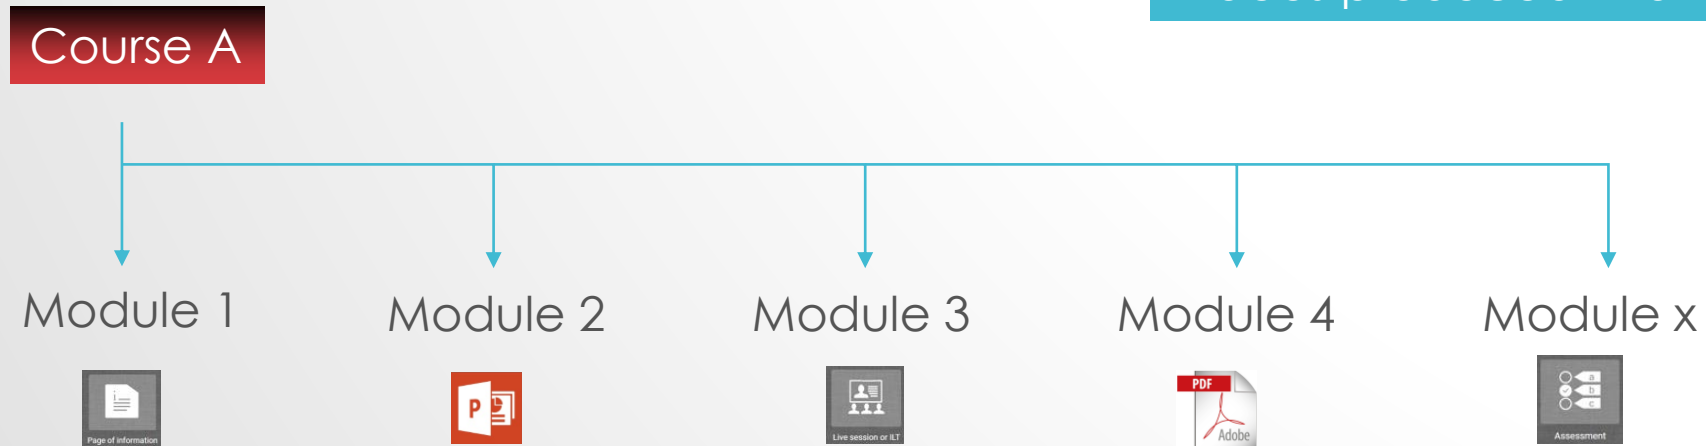 Course A
Module 1
Module 2
Module 3
Module 4
Module x
Page of information
P
Live session or ILT
PDF
Adobe
a
b
c
Assessment